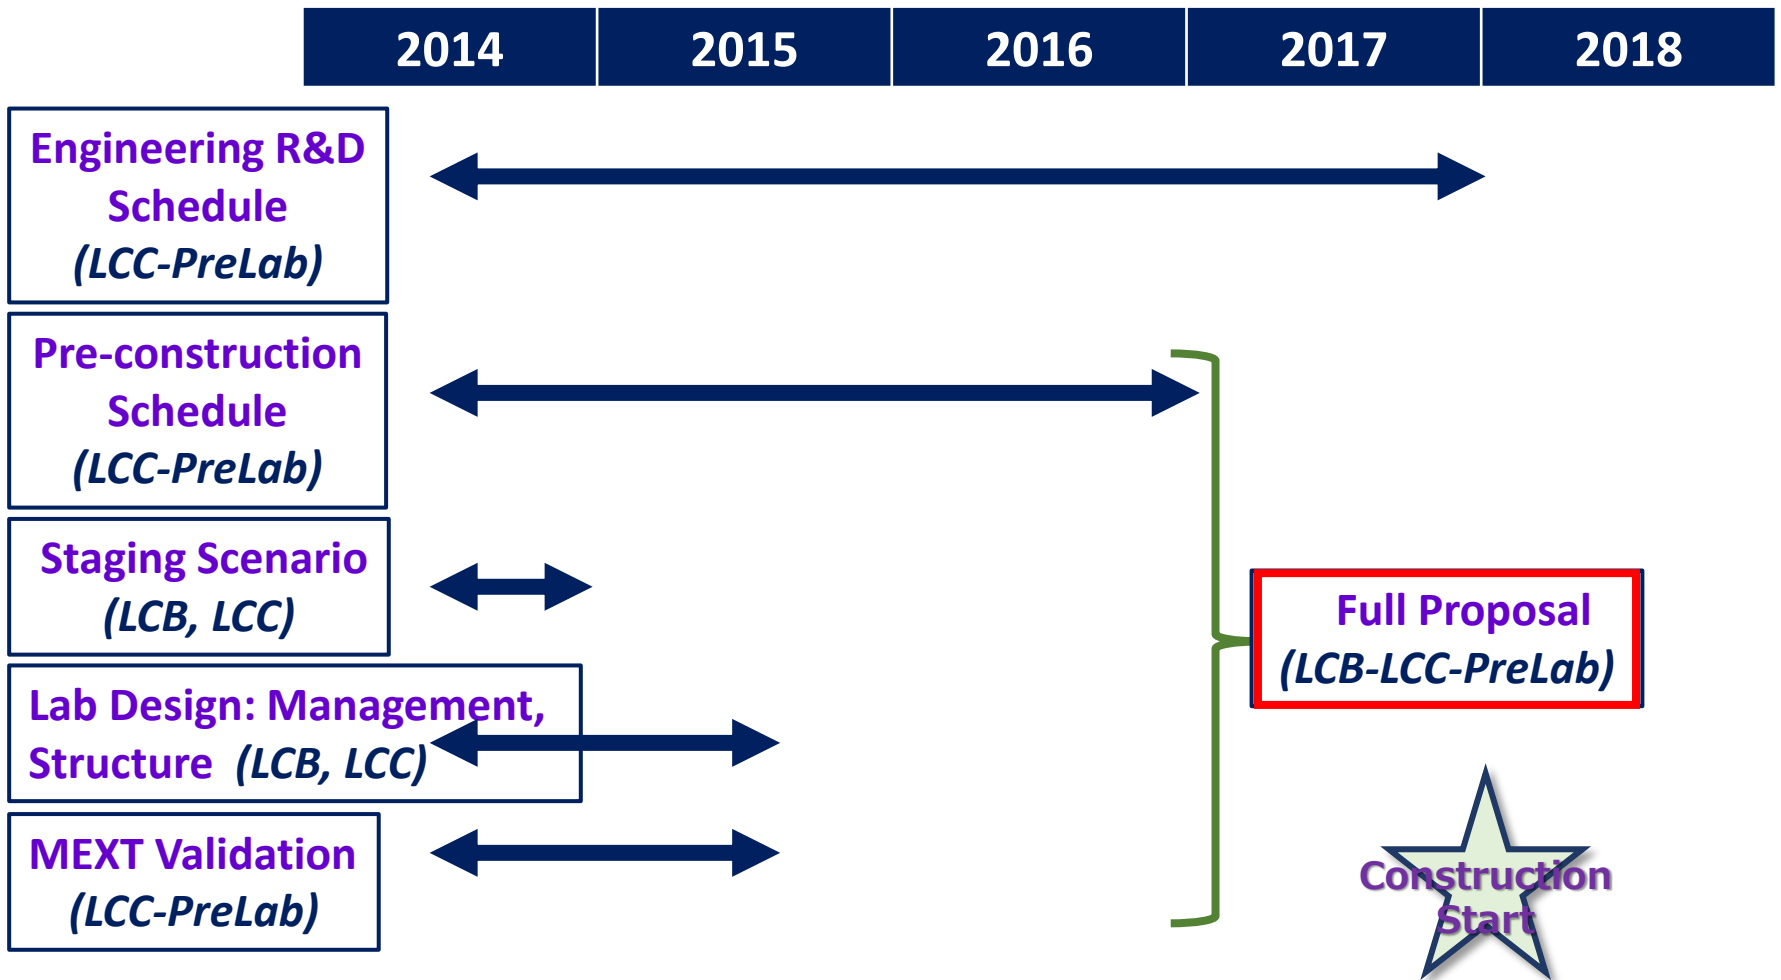 2014 2015 2016 2017 2018
Engineering R&D
Schedule
(LCC-PreLab)
Pre-construction
Schedule
(LCC-PreLab)
Staging Scenario
(LCB, LCC)
Lab Design: Management,
Structure (LCB, LCC)
MEXT Validation
(LCC-PreLab)
Full Proposal
(LCB-LCC-PreLab)
Construction
Start